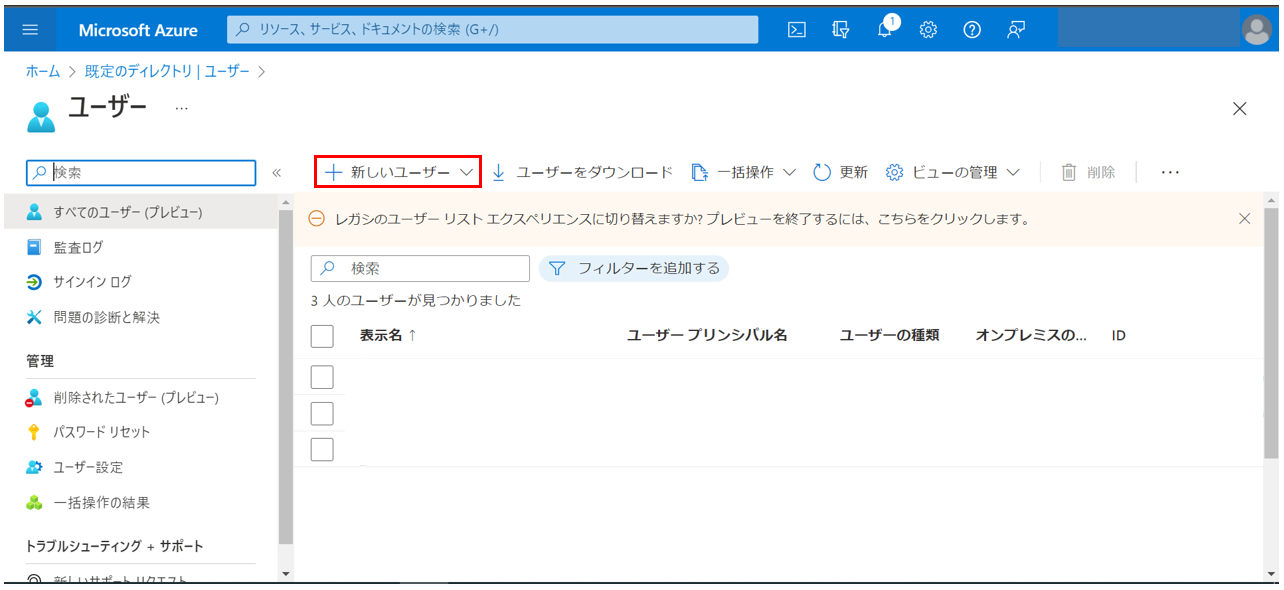 Microsoft Azure
リソース、サービス、ドキュメントの検索 (G+/)
1
ホーム > 既定のディレクトリ | ユーザー >
ユーザー ...
検索
«
すべてのユーザー (プレビュー)
監査ログ
サインイン ログ
問題の診断と解決
管理
削除されたユーザー (プレビュー)
パスワード リセット
ユーザー設定
一括操作の結果
トラブルシューティング + サポート
新しいサポート リクエスト
新しいユーザー
ユーザーをダウンロード
一括操作
更新
ビューの管理
削除
...
レガシのユーザー リスト エクスペリエンスに切り替えますか? プレビューを終了するには、こちらをクリックします。
検索
フィルターを追加する
3 人のユーザーが見つかりました
表示名 ↑
ユーザー プリンシパル名
ユーザーの種類
オンプレミスの...
ID